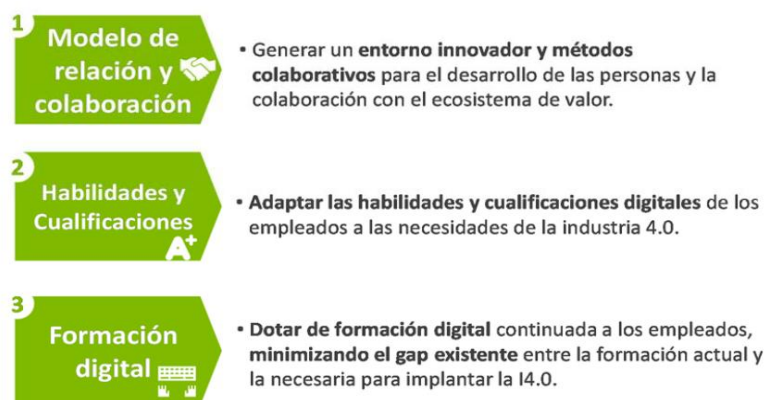 1
Modelo de
relación y
colaboración
• Generar un entorno innovador y métodos
colaborativos para el desarrollo de las personas y la
colaboración con el ecosistema de valor.
2
Habilidades y
Cualificaciones
A+
• Adaptar las habilidades y cualificaciones digitales de los
empleados a las necesidades de la industria 4.0.
3
Formación
digital
• Dotar de formación digital continuada a los empleados,
minimizando el gap existente entre la formación actual y
la necesaria para implantar la I4.0.